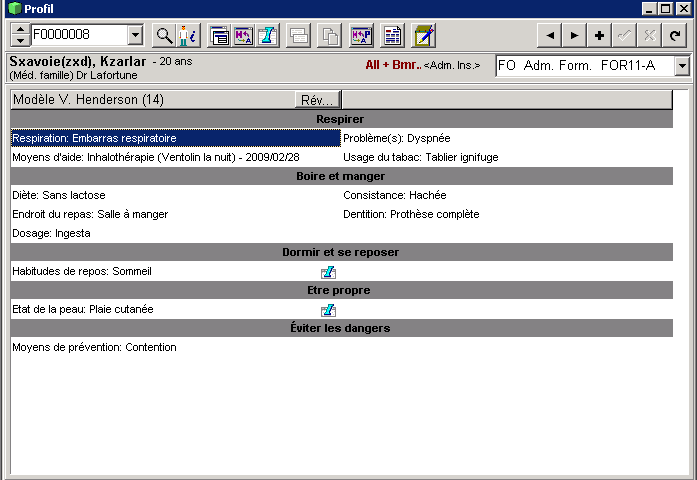 Profil
F0000008
Sxavoie(zxd), Kzarlar - 20 ans
(Méd. famille) Dr Lafortune
All + Bmr.. <Adm. Ins.>
FO Adm. Form. FOR11-A
Modèle V. Henderson (14) Rév...
Respirer
Respiration: Embarras respiratoire Problème(s): Dyspnée
Moyens d'aide: Inhalothérapie (Ventolin la nuit) - 2009/02/28 Usage du tabac: Tablier ignifuge
Boire et manger
Diète: Sans lactose Consistance: Hachée
Endroit du repas: Salle à manger Dentition: Prothèse complète
Dosage: Ingesta
Dormir et se reposer
Habitudes de repos: Sommeil
Etre propre
Etat de la peau: Plaie cutanée
Éviter les dangers
Moyens de prévention: Contention